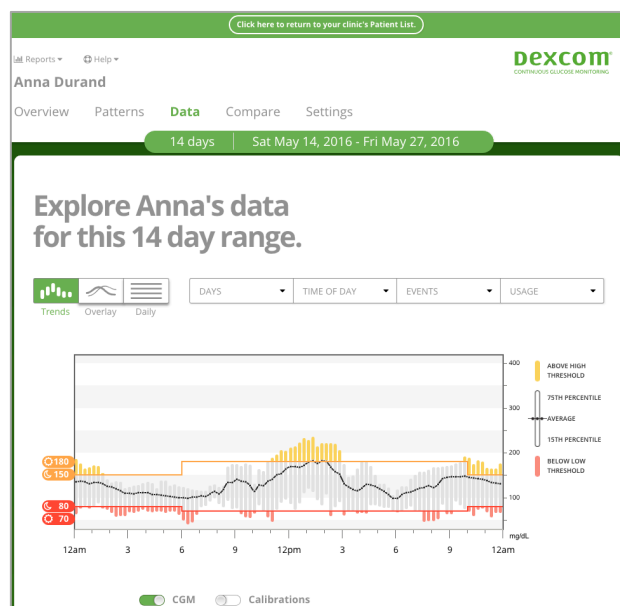 Click here to return to your clinic's Patient List.
Reports Help
Dexcom
CONTINUOUS GLUCOSE MONITORING
Anna Durand
Overview Patterns Data Compare Settings
14 days Sat May 14, 2016 - Fri May 27, 2016
Explore Anna's data
for this 14 day range.
DAYS TIME OF DAY EVENTS USAGE
Trends Overlay Daily
400
300
200
100
mg/dL
ABOVE HIGH
THRESHOLD
75TH PERCENTILE
AVERAGE
15TH PERCENTILE
BELOW LOW
THRESHOLD
180
150
80
70
12am 3 6 9 12pm 3 6 9 12am
CGM Calibrations